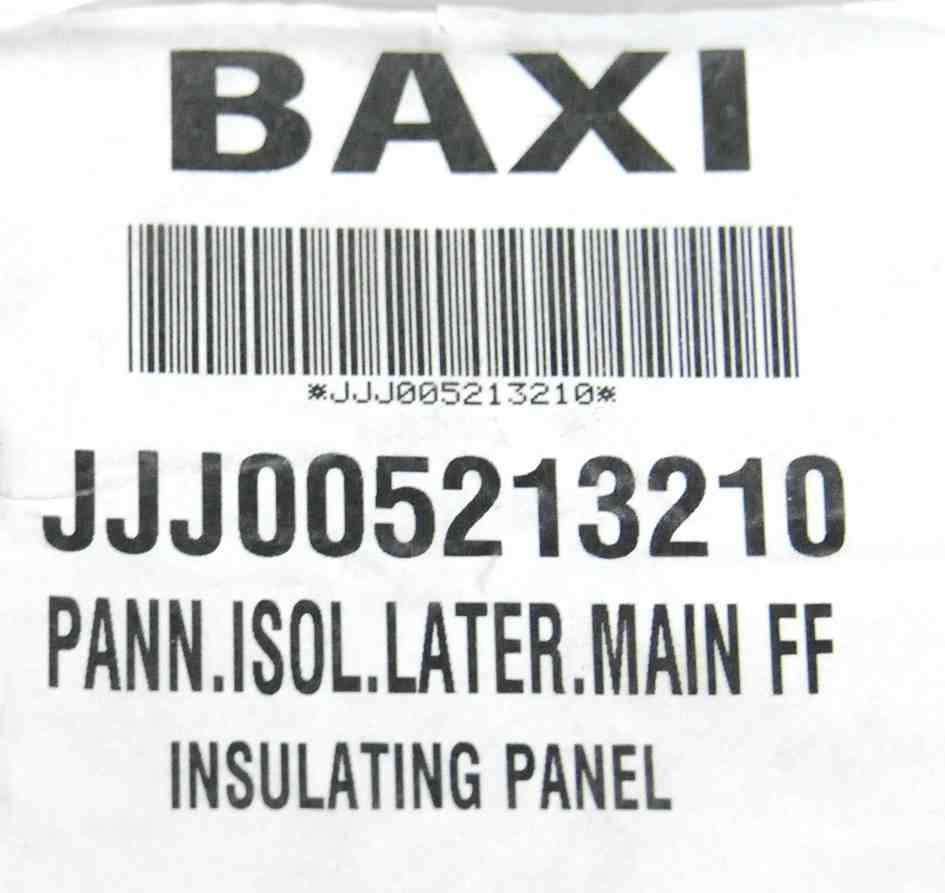 BAXI
*JJJ005213210*
JJJ005213210
PANN.ISOL.LATER.MAIN FF
INSULATING PANEL